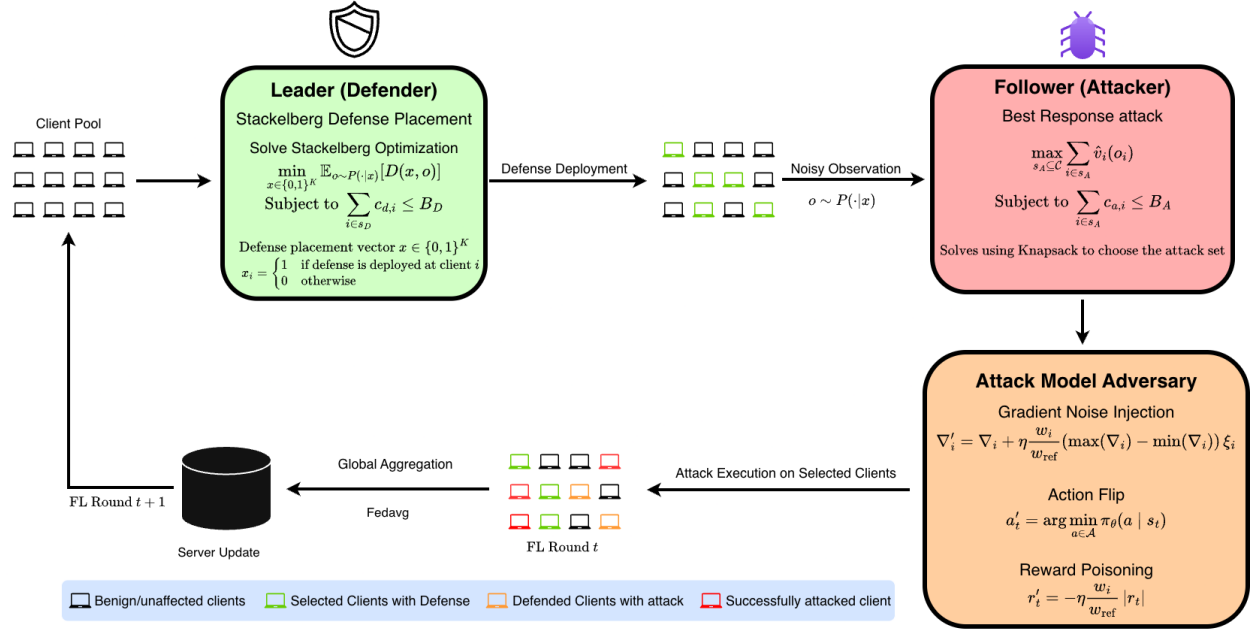 Client Pool
Leader (Defender)
Stackelberg Defense Placement
Solve Stackelberg Optimization
min_{x∈{0,1}^K} 𝔼_{o∼P(·|x)}[D(x, o)]
Subject to ∑_{i∈s_D} c_{d,i} ≤ B_D
Defense placement vector x ∈ {0, 1}^K
x_i = { 1 if defense is deployed at client i
0 otherwise
Defense Deployment
Noisy Observation
o ∼ P(·|x)
Follower (Attacker)
Best Response attack
max_{s_A⊆𝒞} ∑_{i∈s_A} v̂_i(o_i)
Subject to ∑_{i∈s_A} c_{a,i} ≤ B_A
Solves using Knapsack to choose the attack set
Attack Model Adversary
Gradient Noise Injection
∇′_i = ∇_i + η (w_i / w_ref) (max(∇_i) − min(∇_i)) ξ_i
Action Flip
a′_t = arg min_{a∈𝒜} π_θ(a | s_t)
Reward Poisoning
r′_t = −η (w_i / w_ref) |r_t|
Attack Execution on Selected Clients
FL Round t
Global Aggregation
Fedavg
Server Update
FL Round t + 1
Benign/unaffected clients
Selected Clients with Defense
Defended Clients with attack
Successfully attacked client